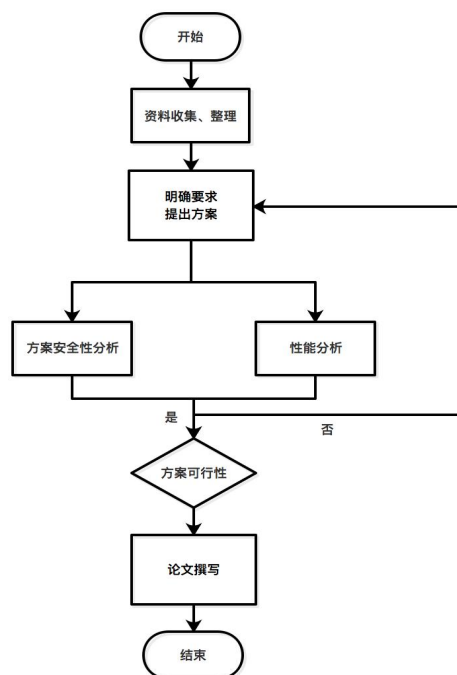 开始
资料收集、整理
明确要求
提出方案
方案安全性分析
性能分析
是
否
方案可行性
论文撰写
结束